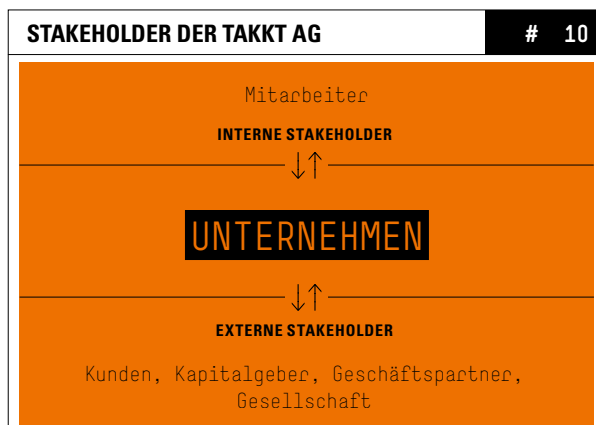 STAKEHOLDER DER TAKKT AG # 10
Mitarbeiter
INTERNE STAKEHOLDER
↓↑
UNTERNEHMEN
↓↑
EXTERNE STAKEHOLDER
Kunden, Kapitalgeber, Geschäftspartner,
Gesellschaft